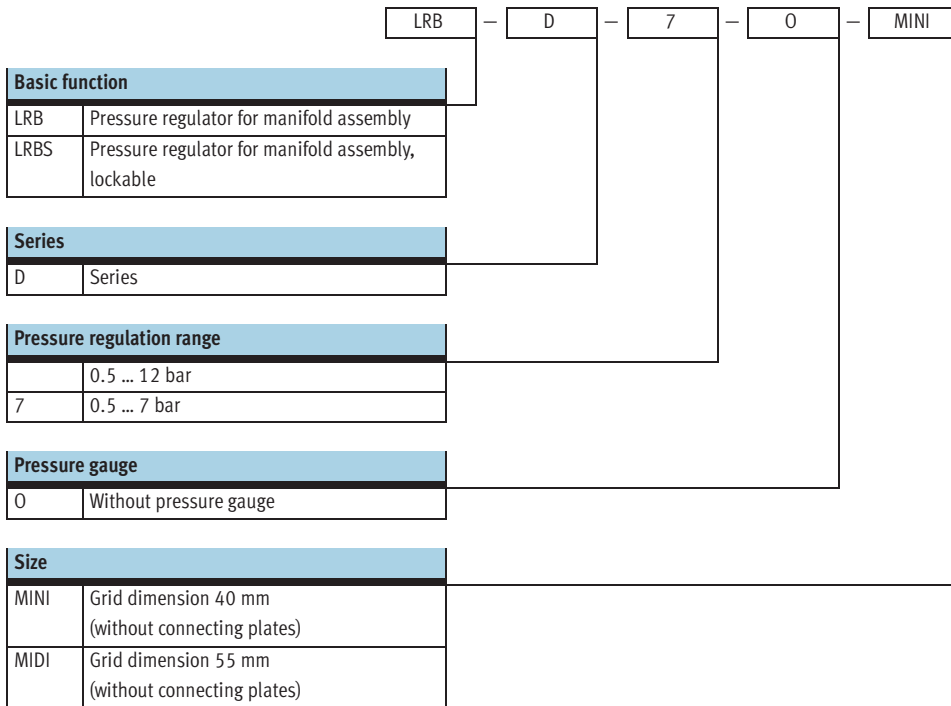 LRB – D – 7 – O – MINI
Basic function
LRB Pressure regulator for manifold assembly
LRBS Pressure regulator for manifold assembly,
lockable
Series
D Series
Pressure regulation range
0.5 … 12 bar
7 0.5 … 7 bar
Pressure gauge
O Without pressure gauge
Size
MINI Grid dimension 40 mm
(without connecting plates)
MIDI Grid dimension 55 mm
(without connecting plates)